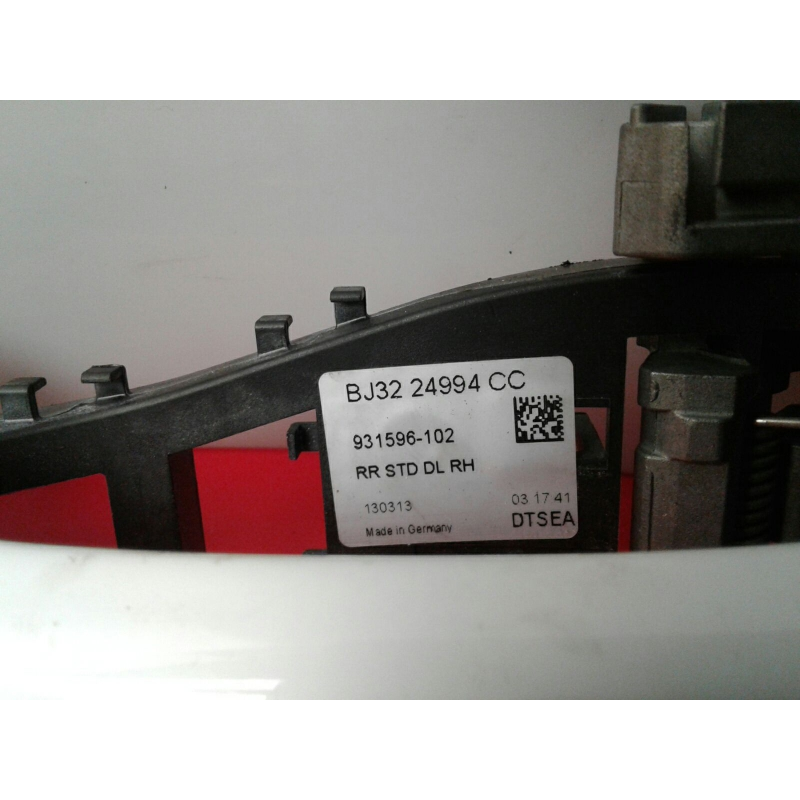 BJ32 24994 CC
931596-102
RR STD DL RH
130313 03 17 41
Made in Germany DTSEA